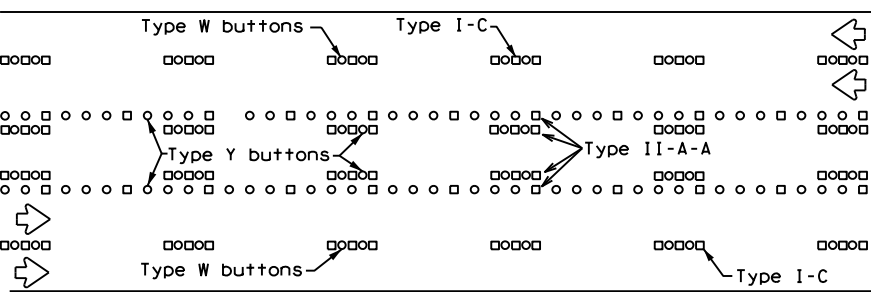 Type W buttons
Type I-C
Type Y buttons
Type II-A-A
Type W buttons
Type I-C